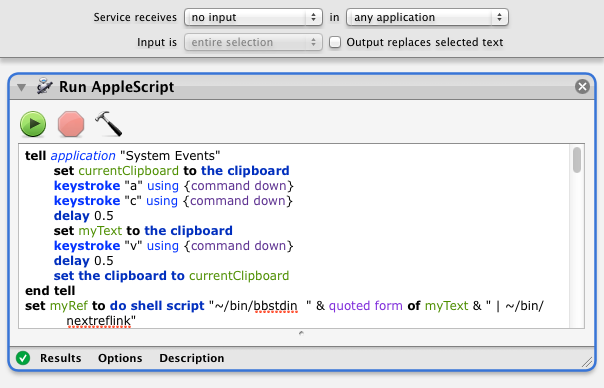 Service receives no input in any application
Input is entire selection Output replaces selected text
Run AppleScript
tell application "System Events"
set currentClipboard to the clipboard
keystroke "a" using {command down}
keystroke "c" using {command down}
delay 0.5
set myText to the clipboard
keystroke "v" using {command down}
delay 0.5
set the clipboard to currentClipboard
end tell
set myRef to do shell script "~/bin/bbstdin  " & quoted form of myText & " | ~/bin/
nextreflink"
Results Options Description